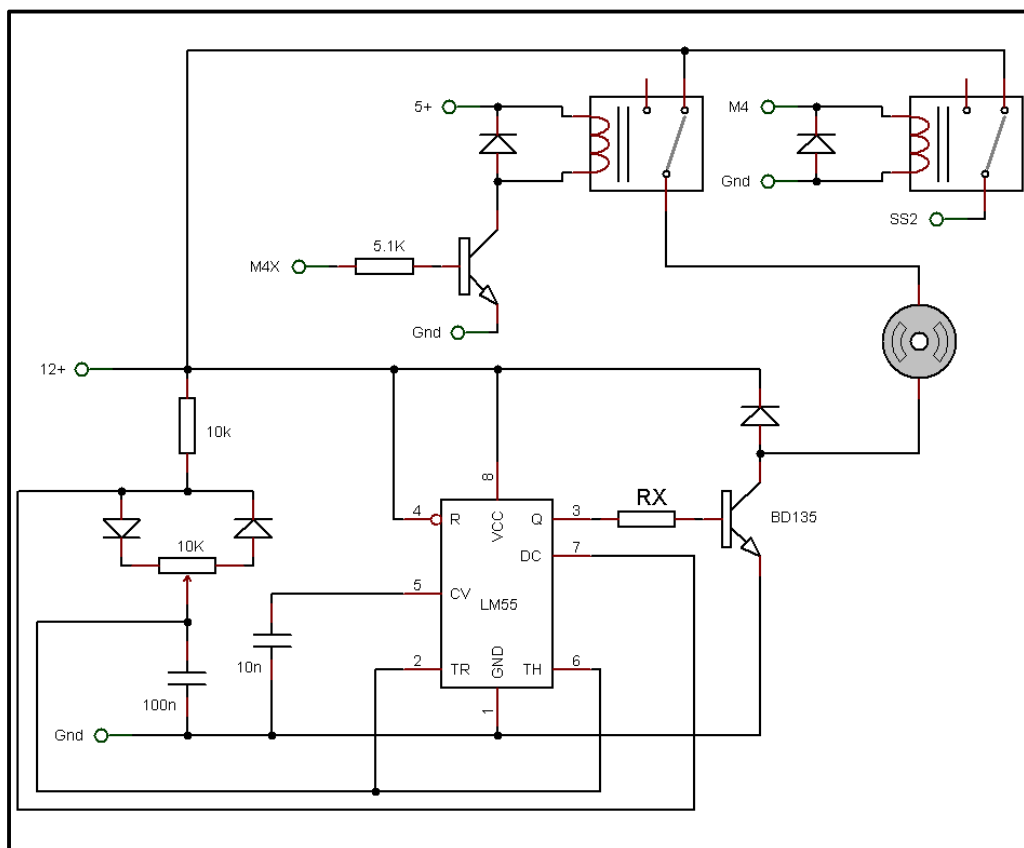 5+
M4
Gnd
SS2
5.1K
M4X
Gnd
12+
10k
8
RX
4
R
VCC
Q
3
BD135
10K
DC
7
5
CV
LM55
10n
2
TR
GND
TH
6
100n
1
Gnd